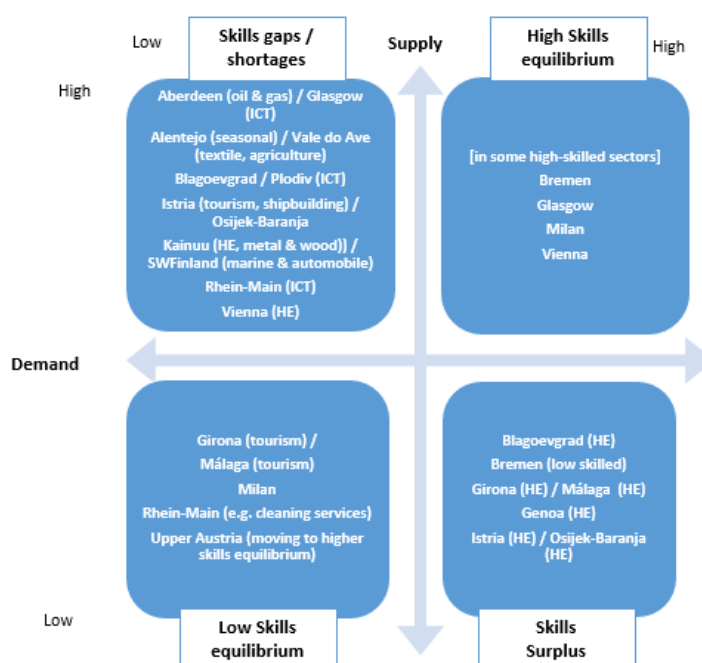 Low
Skills gaps /
shortages
Supply
High Skills
equilibrium
High
High
Aberdeen (oil & gas) / Glasgow
(ICT)
Alentejo (seasonal) / Vale do Ave
(textile, agriculture)
Blagoevgrad / Plodiv (ICT)
Istria (tourism, shipbuilding) /
Osijek-Baranja
Kainuu (HE, metal & wood)) /
SWFinland (marine & automobile)
Rhein-Main (ICT)
Vienna (HE)
[in some high-skilled sectors]
Bremen
Glasgow
Milan
Vienna
Demand
Girona (tourism) /
Málaga (tourism)
Milan
Rhein-Main (e.g. cleaning services)
Upper Austria (moving to higher
skills equilibrium)
Blagoevgrad (HE)
Bremen (low skilled)
Girona (HE) / Málaga (HE)
Genoa (HE)
Istria (HE) / Osijek-Baranja
(HE)
Low
Low Skills
equilibrium
Skills
Surplus